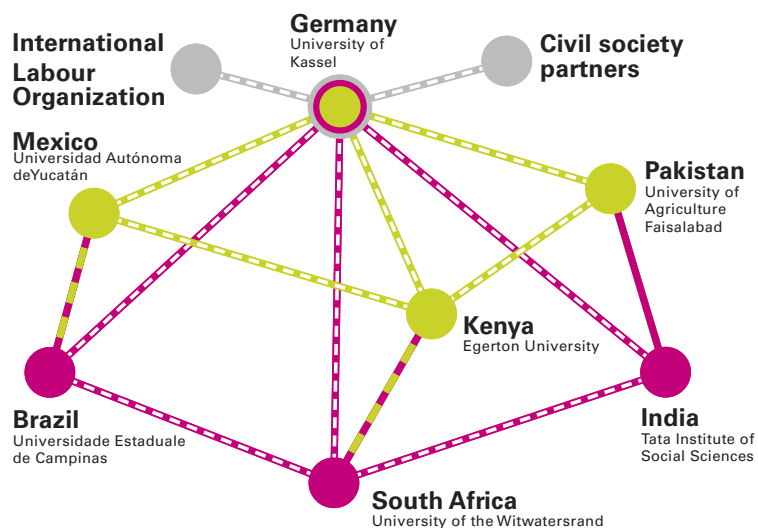 Germany
University of
Kassel
International
Labour
Organization
Civil society
partners
Mexico
Universidad Autónoma
deYucatán
Pakistan
University of
Agriculture
Faisalabad
Kenya
Egerton University
Brazil
Universidade Estaduale
de Campinas
India
Tata Institute of
Social Sciences
South Africa
University of the Witwatersrand